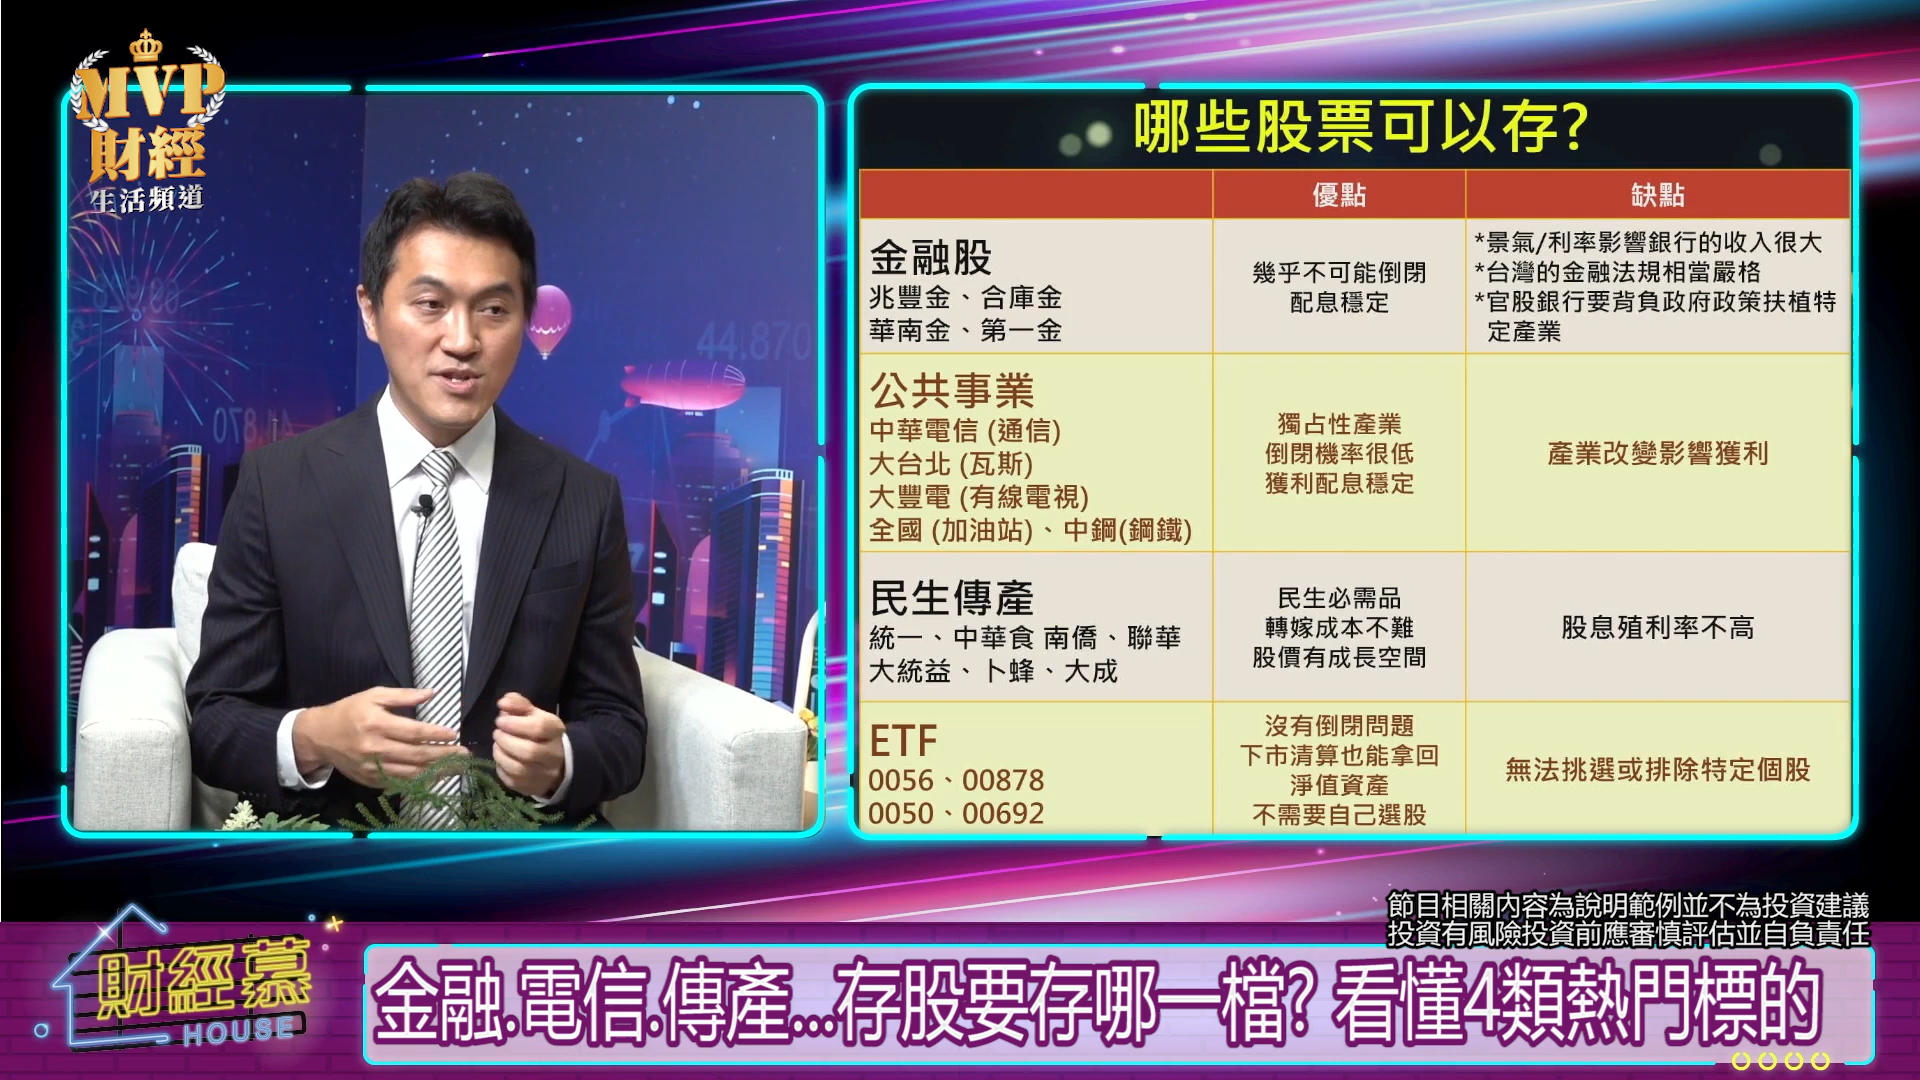 MVP
財經
生活頻道
44.870
44.870
哪些股票可以存?
優點
缺點
金融股
兆豐金、合庫金
華南金、第一金
幾乎不可能倒閉
配息穩定
*景氣/利率影響銀行的收入很大
*台灣的金融法規相當嚴格
*官股銀行要背負政府政策扶植特
定產業
公共事業
中華電信 (通信)
大台北 (瓦斯)
大豐電 (有線電視)
全國 (加油站)、中鋼(鋼鐵)
獨占性產業
倒閉機率很低
獲利配息穩定
產業改變影響獲利
民生傳產
統一、中華食 南僑、聯華
大統益、卜蜂、大成
民生必需品
轉嫁成本不難
股價有成長空間
股息殖利率不高
ETF
0056、00878
0050、00692
沒有倒閉問題
下市清算也能拿回
淨值資產
不需要自己選股
無法挑選或排除特定個股
節目相關內容為說明範例並不為投資建議
投資有風險投資前應審慎評估並自負責任
財經慕
HOUSE
金融.電信.傳產...存股要存哪一檔? 看懂4類熱門標的